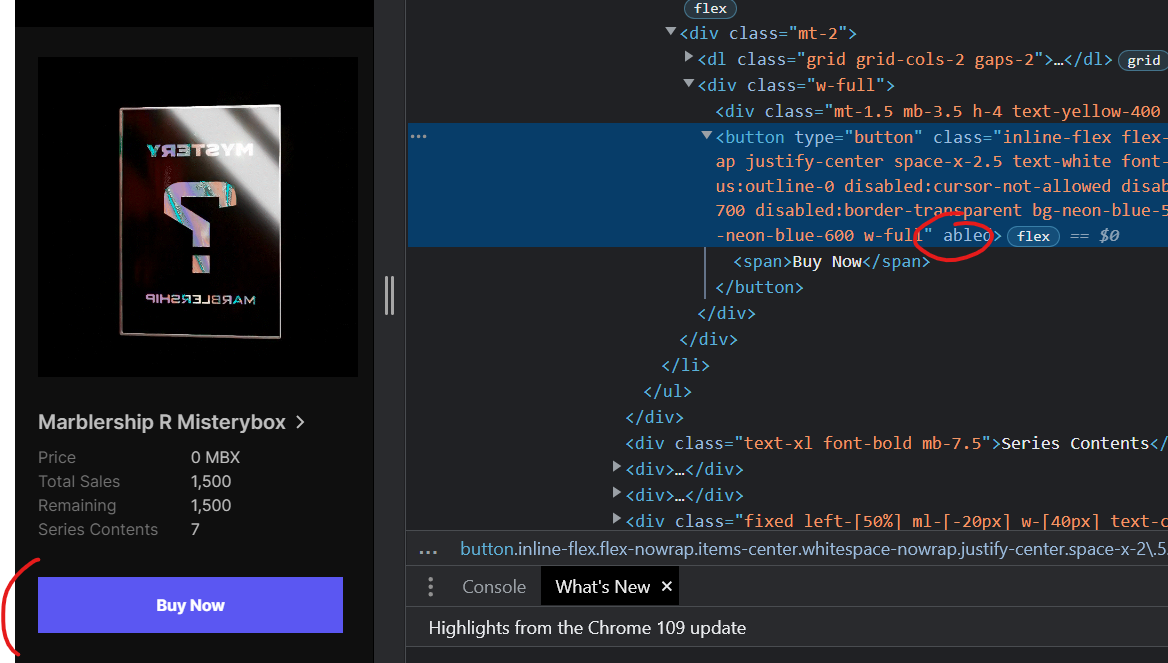 MYSTERY
?
MARBLERSHIP
Marblership R Misterybox >
Price 0 MBX
Total Sales 1,500
Remaining 1,500
Series Contents 7
Buy Now
flex
<div class="mt-2">
<dl class="grid grid-cols-2 gaps-2">…</dl> grid
<div class="w-full">
<div class="mt-1.5 mb-3.5 h-4 text-yellow-400
<button type="button" class="inline-flex flex-
ap justify-center space-x-2.5 text-white font-
us:outline-0 disabled:cursor-not-allowed disab
700 disabled:border-transparent bg-neon-blue-5
-neon-blue-600 w-full" abled> flex == $0
<span>Buy Now</span>
</button>
</div>
</div>
</li>
</ul>
</div>
<div class="text-xl font-bold mb-7.5">Series Contents</
<div>…</div>
<div>…</div>
<div class="fixed left-[50%] ml-[-20px] w-[40px] text-c
… button.inline-flex.flex-nowrap.items-center.whitespace-nowrap.justify-center.space-x-2\.5
Console What's New ×
Highlights from the Chrome 109 update